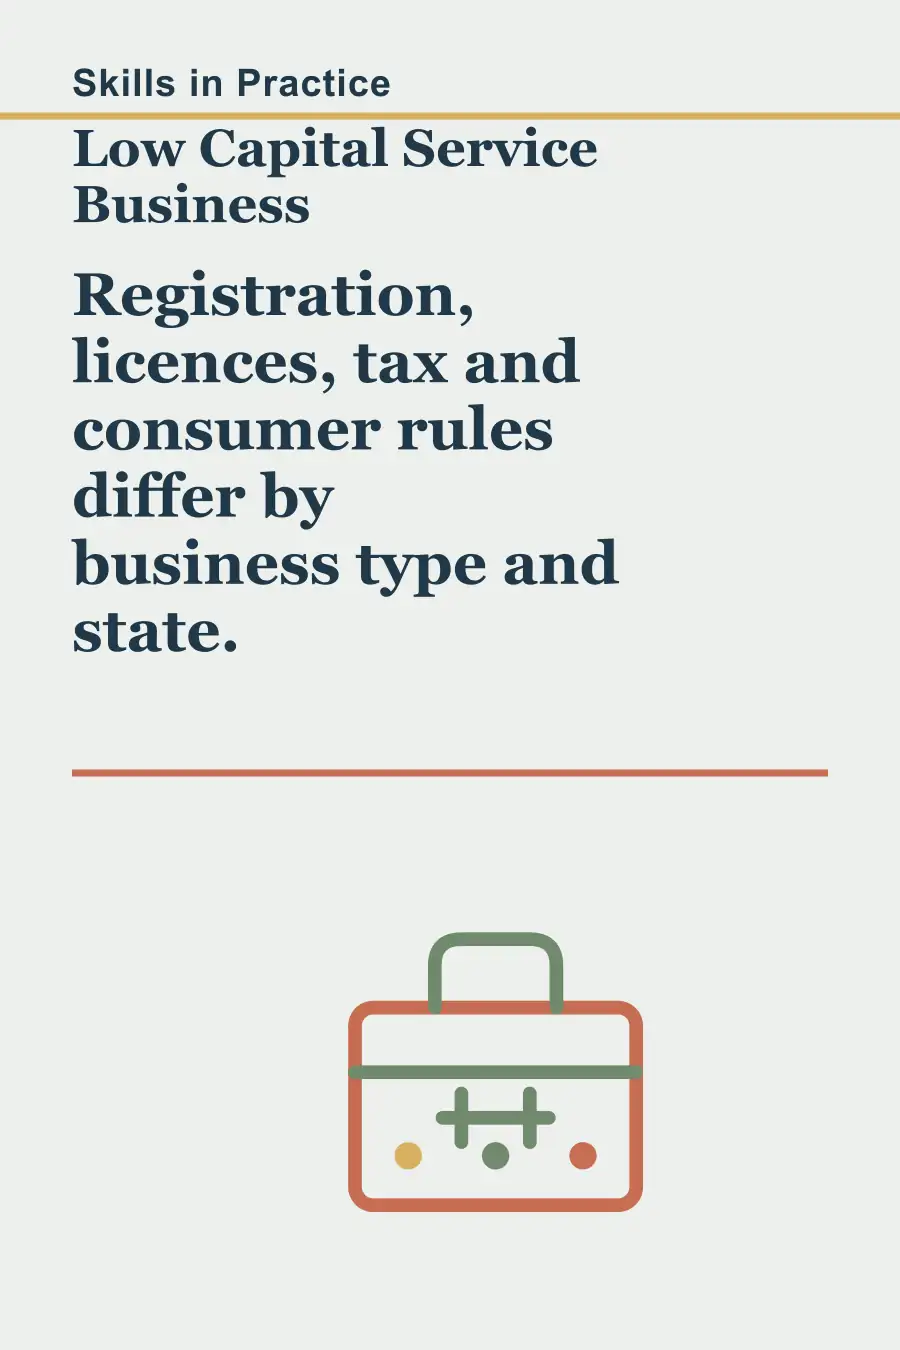 Skills in Practice
Low Capital Service
Business
Registration,
licences, tax and
consumer rules
differ by
business type and
state.